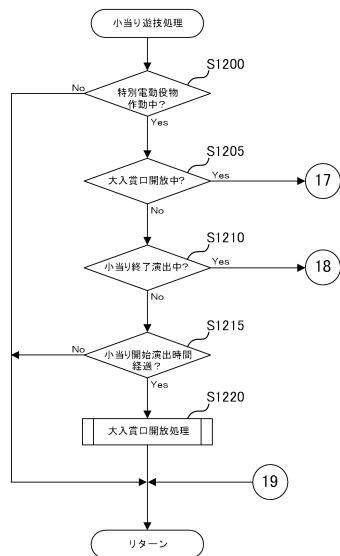 小当り遊技処理
S1200
No
特別電動役物
作動中?
Yes
S1205
大入賞口開放中?
Yes
17
No
S1210
小当り終了演出中?
Yes
18
No
S1215
No
小当り開始演出時間
経過?
Yes
S1220
大入賞口開放処理
19
リターン